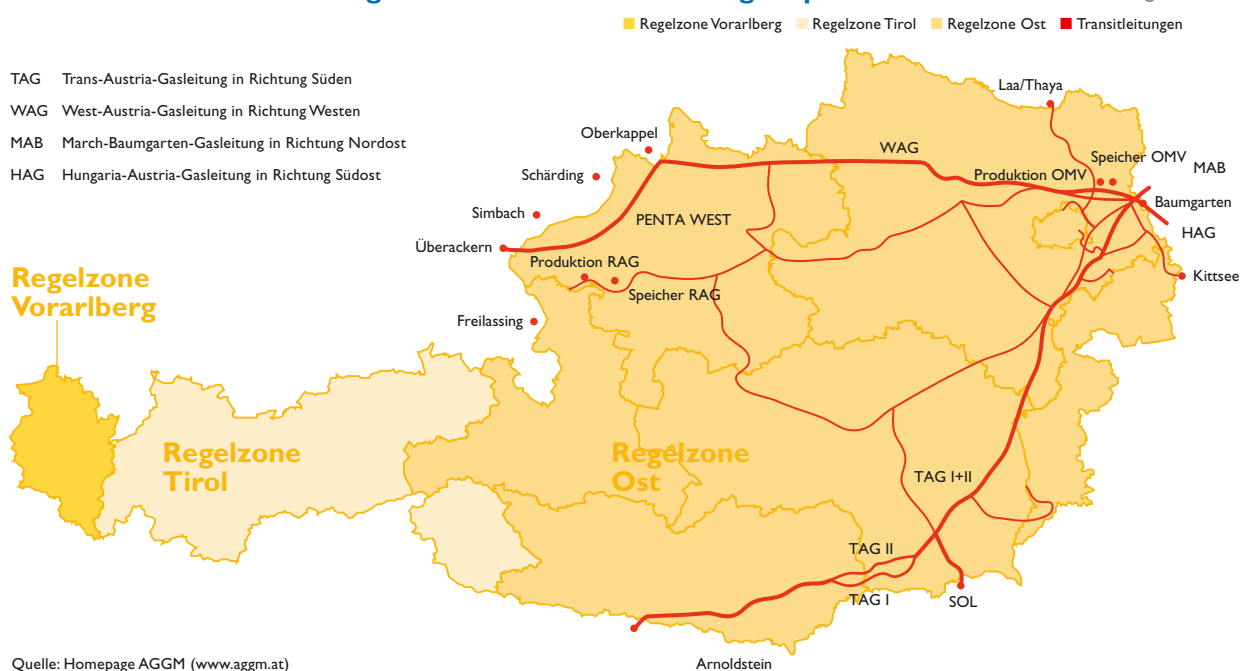 Regelzone Vorarlberg Regelzone Tirol Regelzone Ost Transitleitungen
TAG Trans-Austria-Gasleitung in Richtung Süden
WAG West-Austria-Gasleitung in Richtung Westen
MAB March-Baumgarten-Gasleitung in Richtung Nordost
HAG Hungaria-Austria-Gasleitung in Richtung Südost
Laa/Thaya
Oberkappel
WAG
Speicher OMV
MAB
Schärding
Produktion OMV
Baumgarten
Simbach
PENTA WEST
HAG
Überackern
Produktion RAG
Kittsee
Speicher RAG
Freilassing
Regelzone
Vorarlberg
Regelzone
Tirol
Regelzone
Ost
TAG I+II
TAG II
TAG I
SOL
Arnoldstein
Quelle: Homepage AGGM (www.aggm.at)